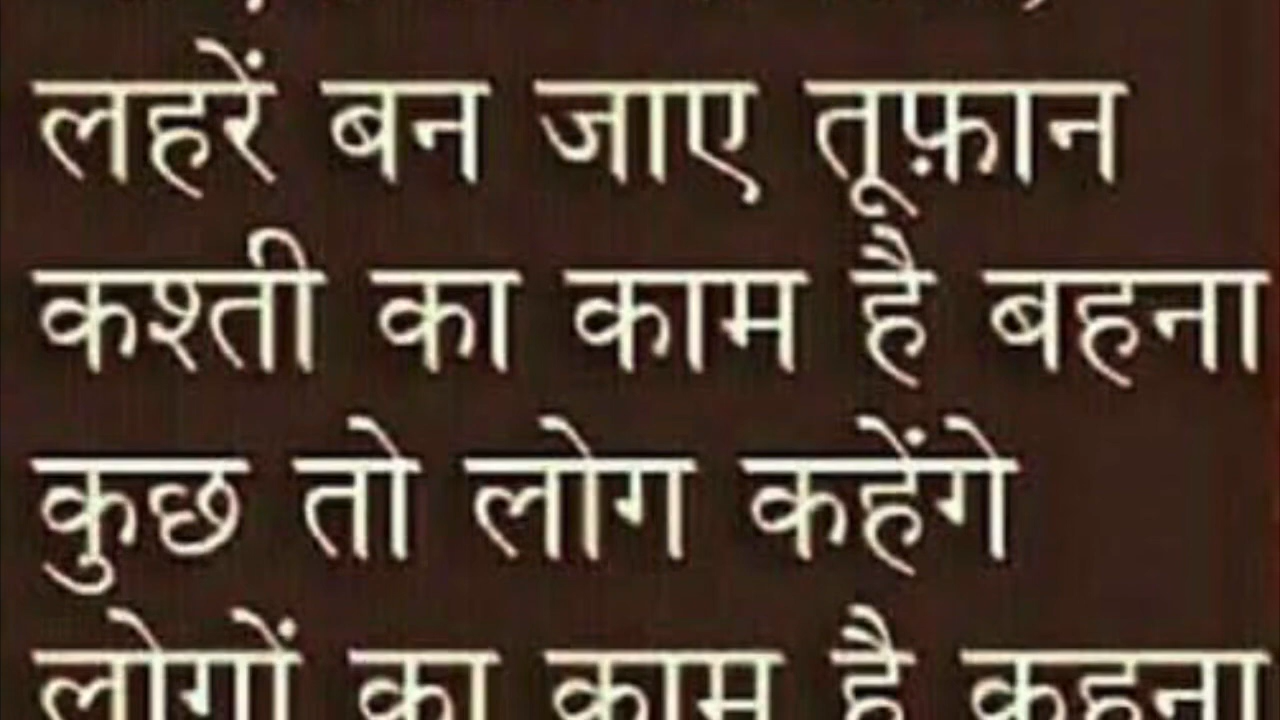 लहरें बन जाए तूफ़ान
कश्ती का काम है बहना
कुछ तो लोग कहेंगे
लोगों का काम है कहना